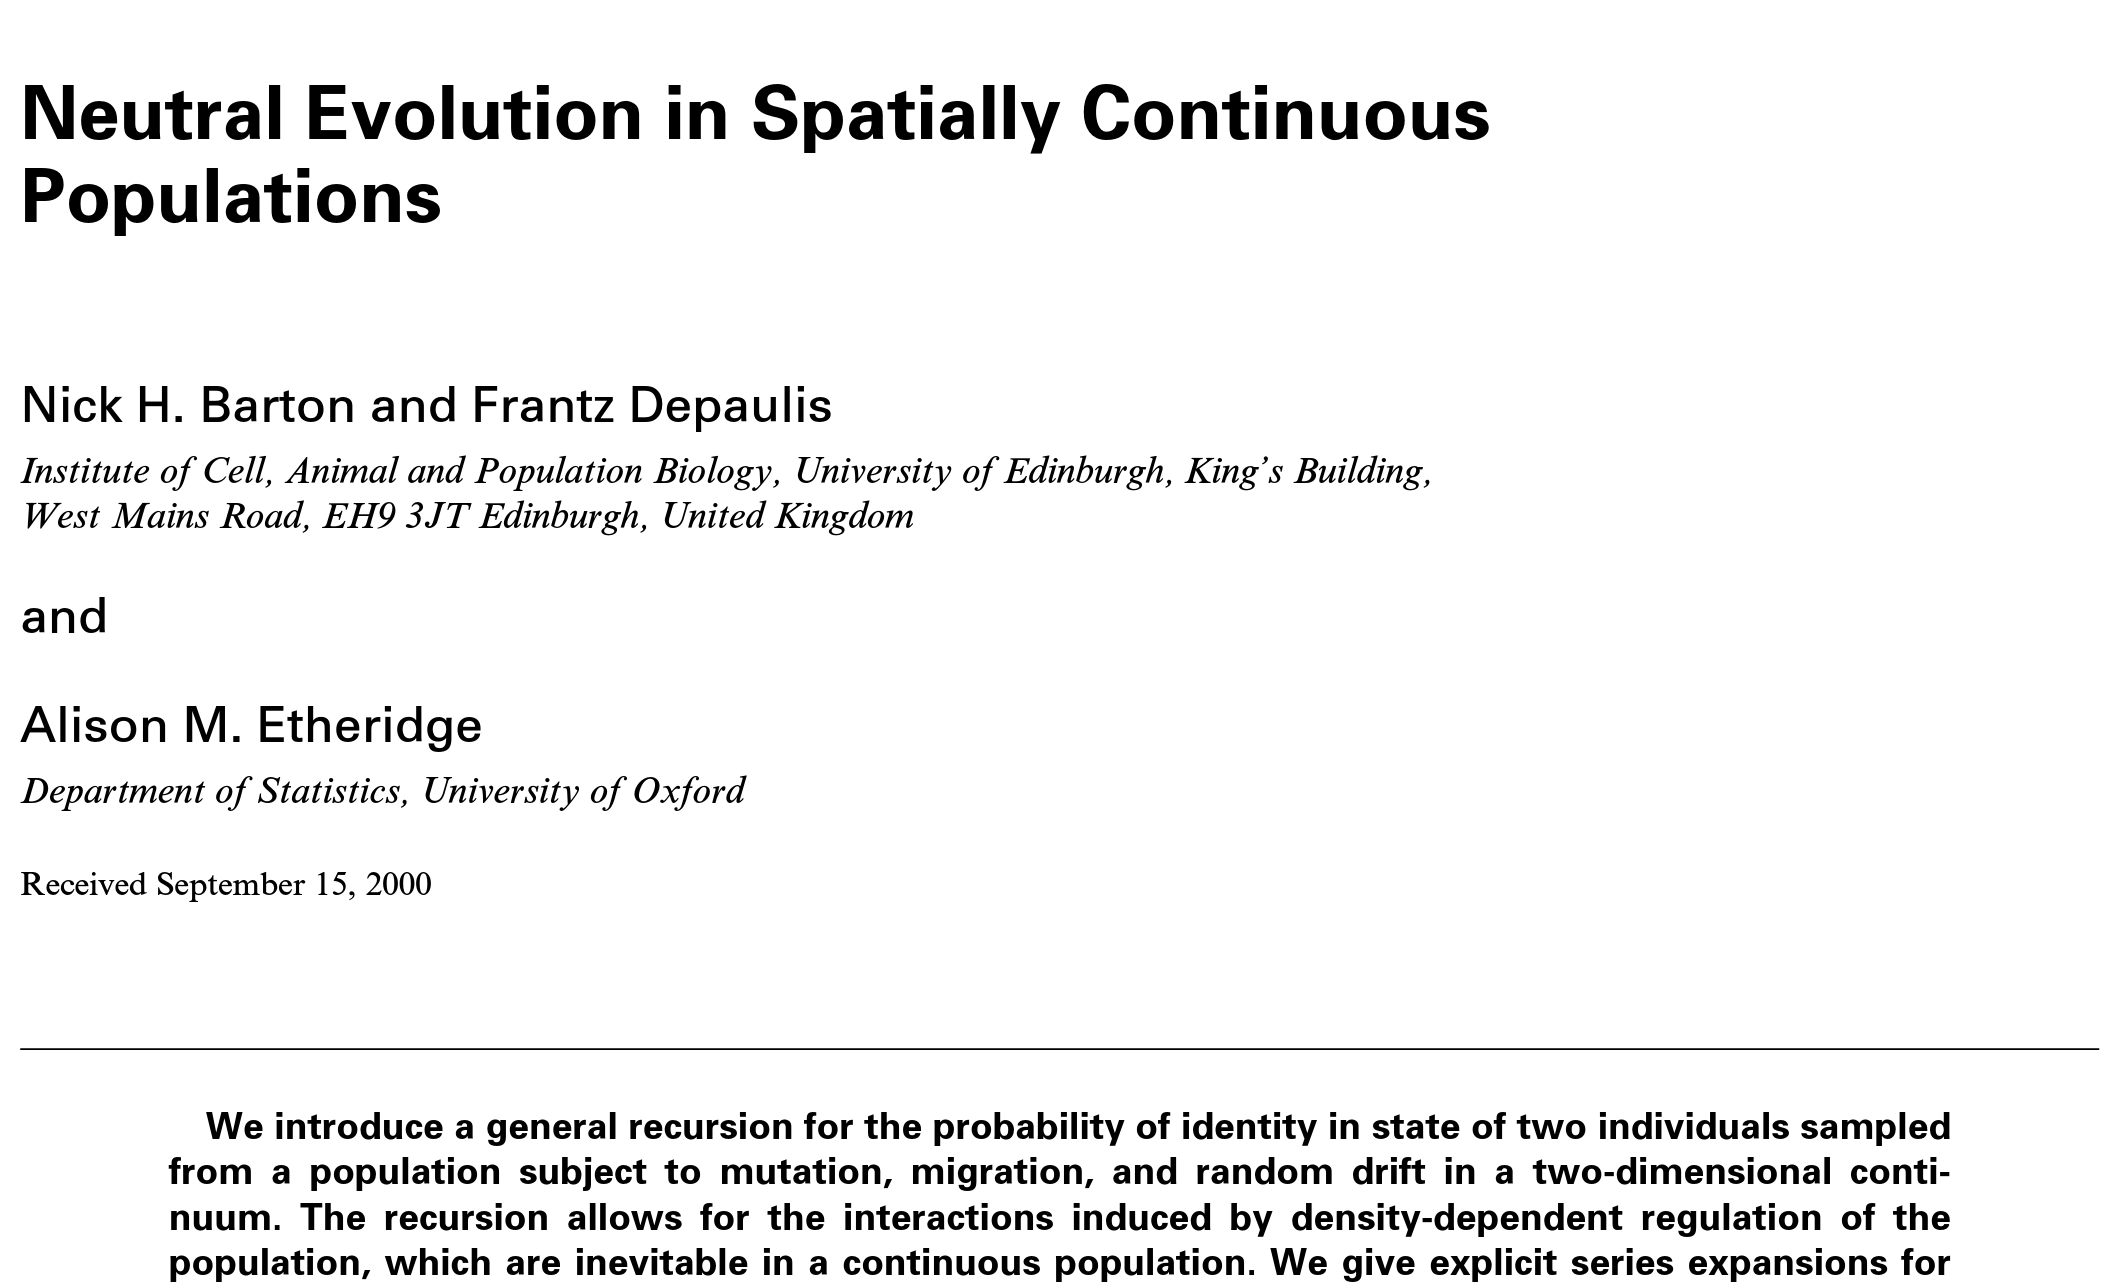 Neutral Evolution in Spatially Continuous
Populations
Nick H. Barton and Frantz Depaulis
Institute of Cell, Animal and Population Biology, University of Edinburgh, King's Building,
West Mains Road, EH9 3JT Edinburgh, United Kingdom
and
Alison M. Etheridge
Department of Statistics, University of Oxford
Received September 15, 2000
We introduce a general recursion for the probability of identity in state of two individuals sampled
from a population subject to mutation, migration, and random drift in a two-dimensional conti-
nuum. The recursion allows for the interactions induced by density-dependent regulation of the
population, which are inevitable in a continuous population. We give explicit series expansions for